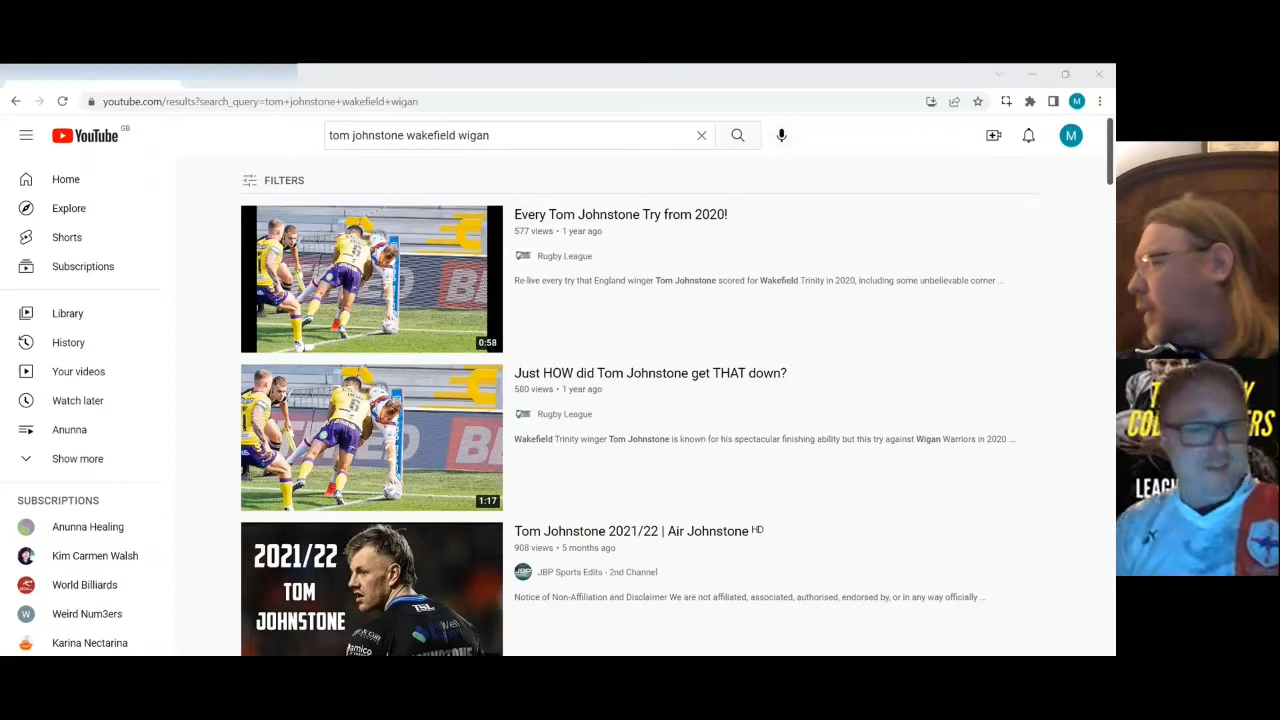 youtube.com/results?search_query=tom+johnstone+wakefield+wigan
M
YouTube GB
tom johnstone wakefield wigan
M
Home
Explore
Shorts
Subscriptions
Library
History
Your videos
Watch later
Anunna
Show more
SUBSCRIPTIONS
Anunna Healing
Kim Carmen Walsh
World Billiards
W
Weird Num3ers
Karina Nectarina
FILTERS
0:58
Every Tom Johnstone Try from 2020!
577 views • 1 year ago
Rugby League
Re-live every try that England winger Tom Johnstone scored for Wakefield Trinity in 2020, including some unbelievable corner ...
1:17
Just HOW did Tom Johnstone get THAT down?
580 views • 1 year ago
Rugby League
Wakefield Trinity winger Tom Johnstone is known for his spectacular finishing ability but this try against Wigan Warriors in 2020 ...
2021/22
TOM
JOHNSTONE
Tom Johnstone 2021/22 | Air Johnstone HD
908 views • 5 months ago
JBP
JBP Sports Edits - 2nd Channel
Notice of Non-Affiliation and Disclaimer We are not affiliated, associated, authorised, endorsed by, or in any way officially ...